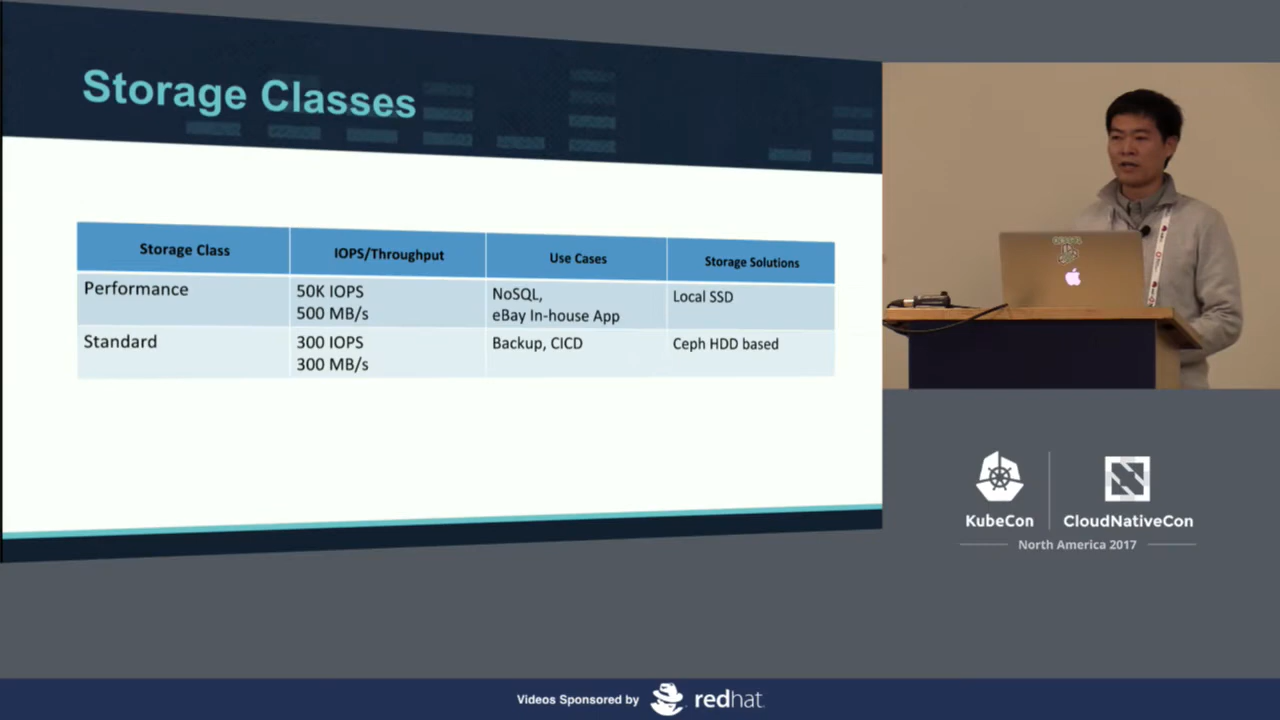 Storage Classes
Storage Class
IOPS/Throughput
Use Cases
Storage Solutions
Performance
50K IOPS
500 MB/s
NoSQL,
eBay In-house App
Local SSD
Standard
300 IOPS
300 MB/s
Backup, CICD
Ceph HDD based
KubeCon
CloudNativeCon
North America 2017
Videos Sponsored by
redhat.